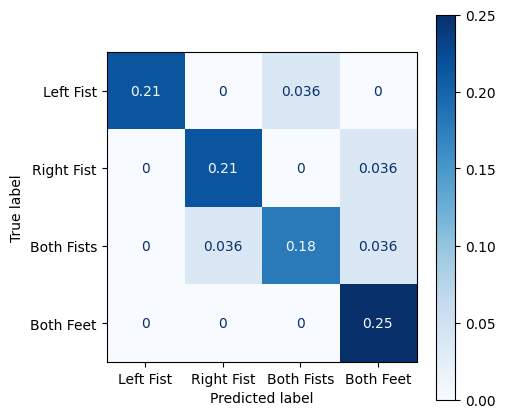 Left Fist 0.21 0 0.036 0
Right Fist 0 0.21 0 0.036
Both Fists 0 0.036 0.18 0.036
Both Feet 0 0 0 0.25
Left Fist Right Fist Both Fists Both Feet
Predicted label
True label
0.25
0.20
0.15
0.10
0.05
0.00